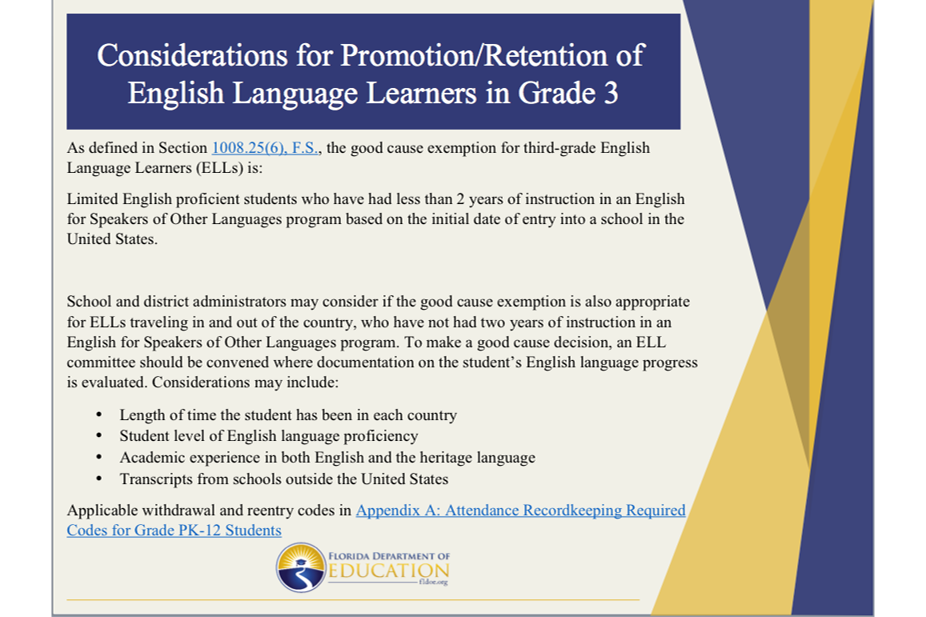 Considerations for Promotion/Retention of
English Language Learners in Grade 3
As defined in Section 1008.25(6), F.S., the good cause exemption for third-grade English
Language Learners (ELLs) is:
Limited English proficient students who have had less than 2 years of instruction in an English
for Speakers of Other Languages program based on the initial date of entry into a school in the
United States.
School and district administrators may consider if the good cause exemption is also appropriate
for ELLs traveling in and out of the country, who have not had two years of instruction in an
English for Speakers of Other Languages program. To make a good cause decision, an ELL
committee should be convened where documentation on the student’s English language progress
is evaluated. Considerations may include:
• Length of time the student has been in each country
• Student level of English language proficiency
• Academic experience in both English and the heritage language
• Transcripts from schools outside the United States
Applicable withdrawal and reentry codes in Appendix A: Attendance Recordkeeping Required
Codes for Grade PK-12 Students
FLORIDA DEPARTMENT OF
EDUCATION
fldoe.org